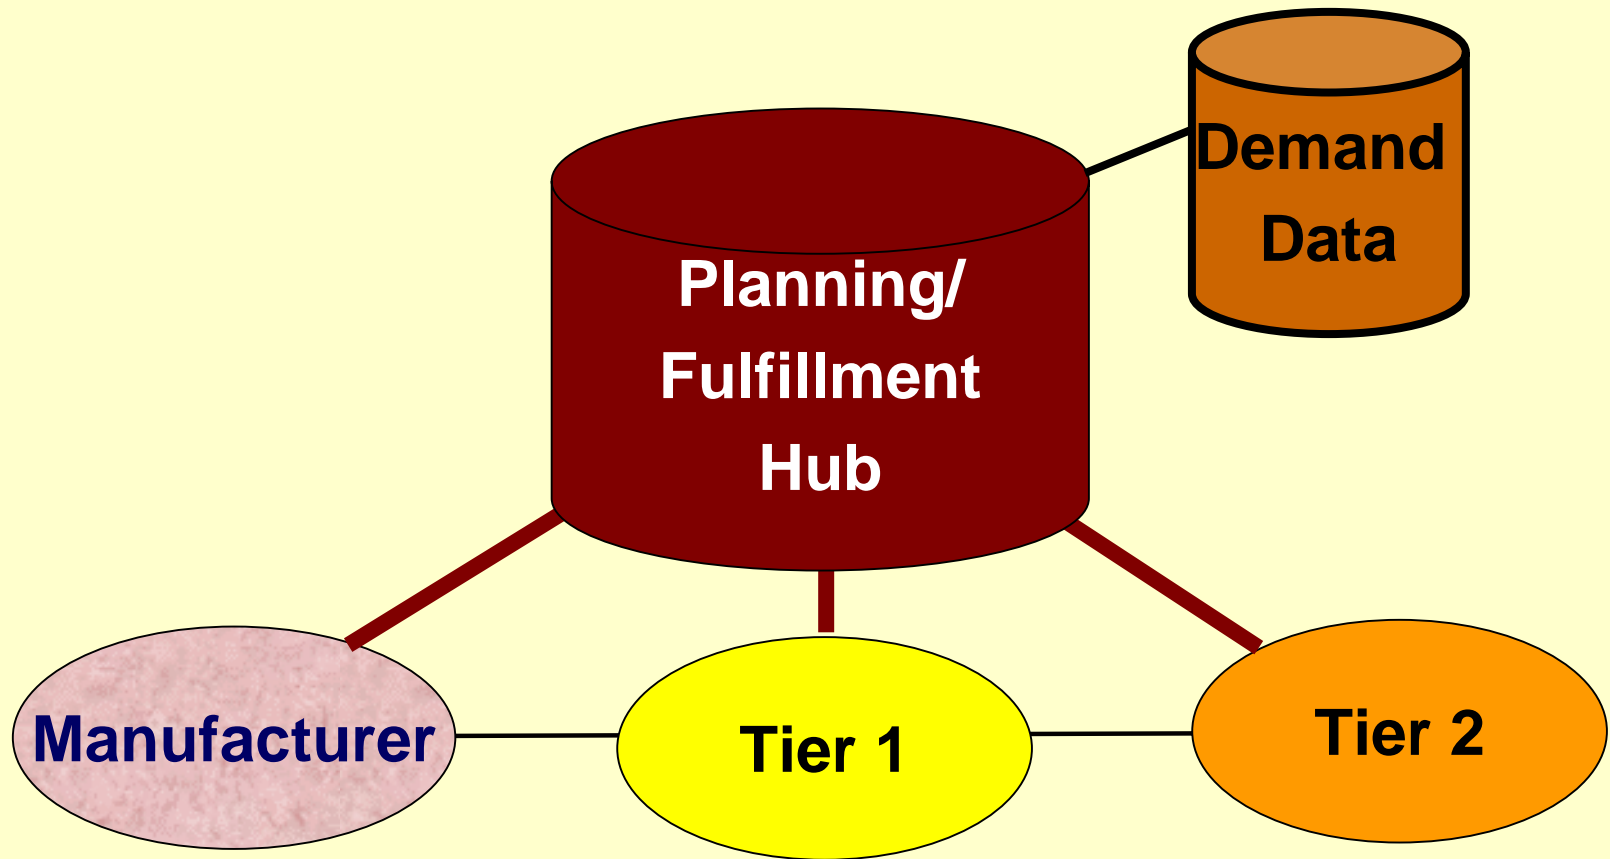 Demand
Data
Planning/
Fulfillment
Hub
Manufacturer
Tier 1
Tier 2